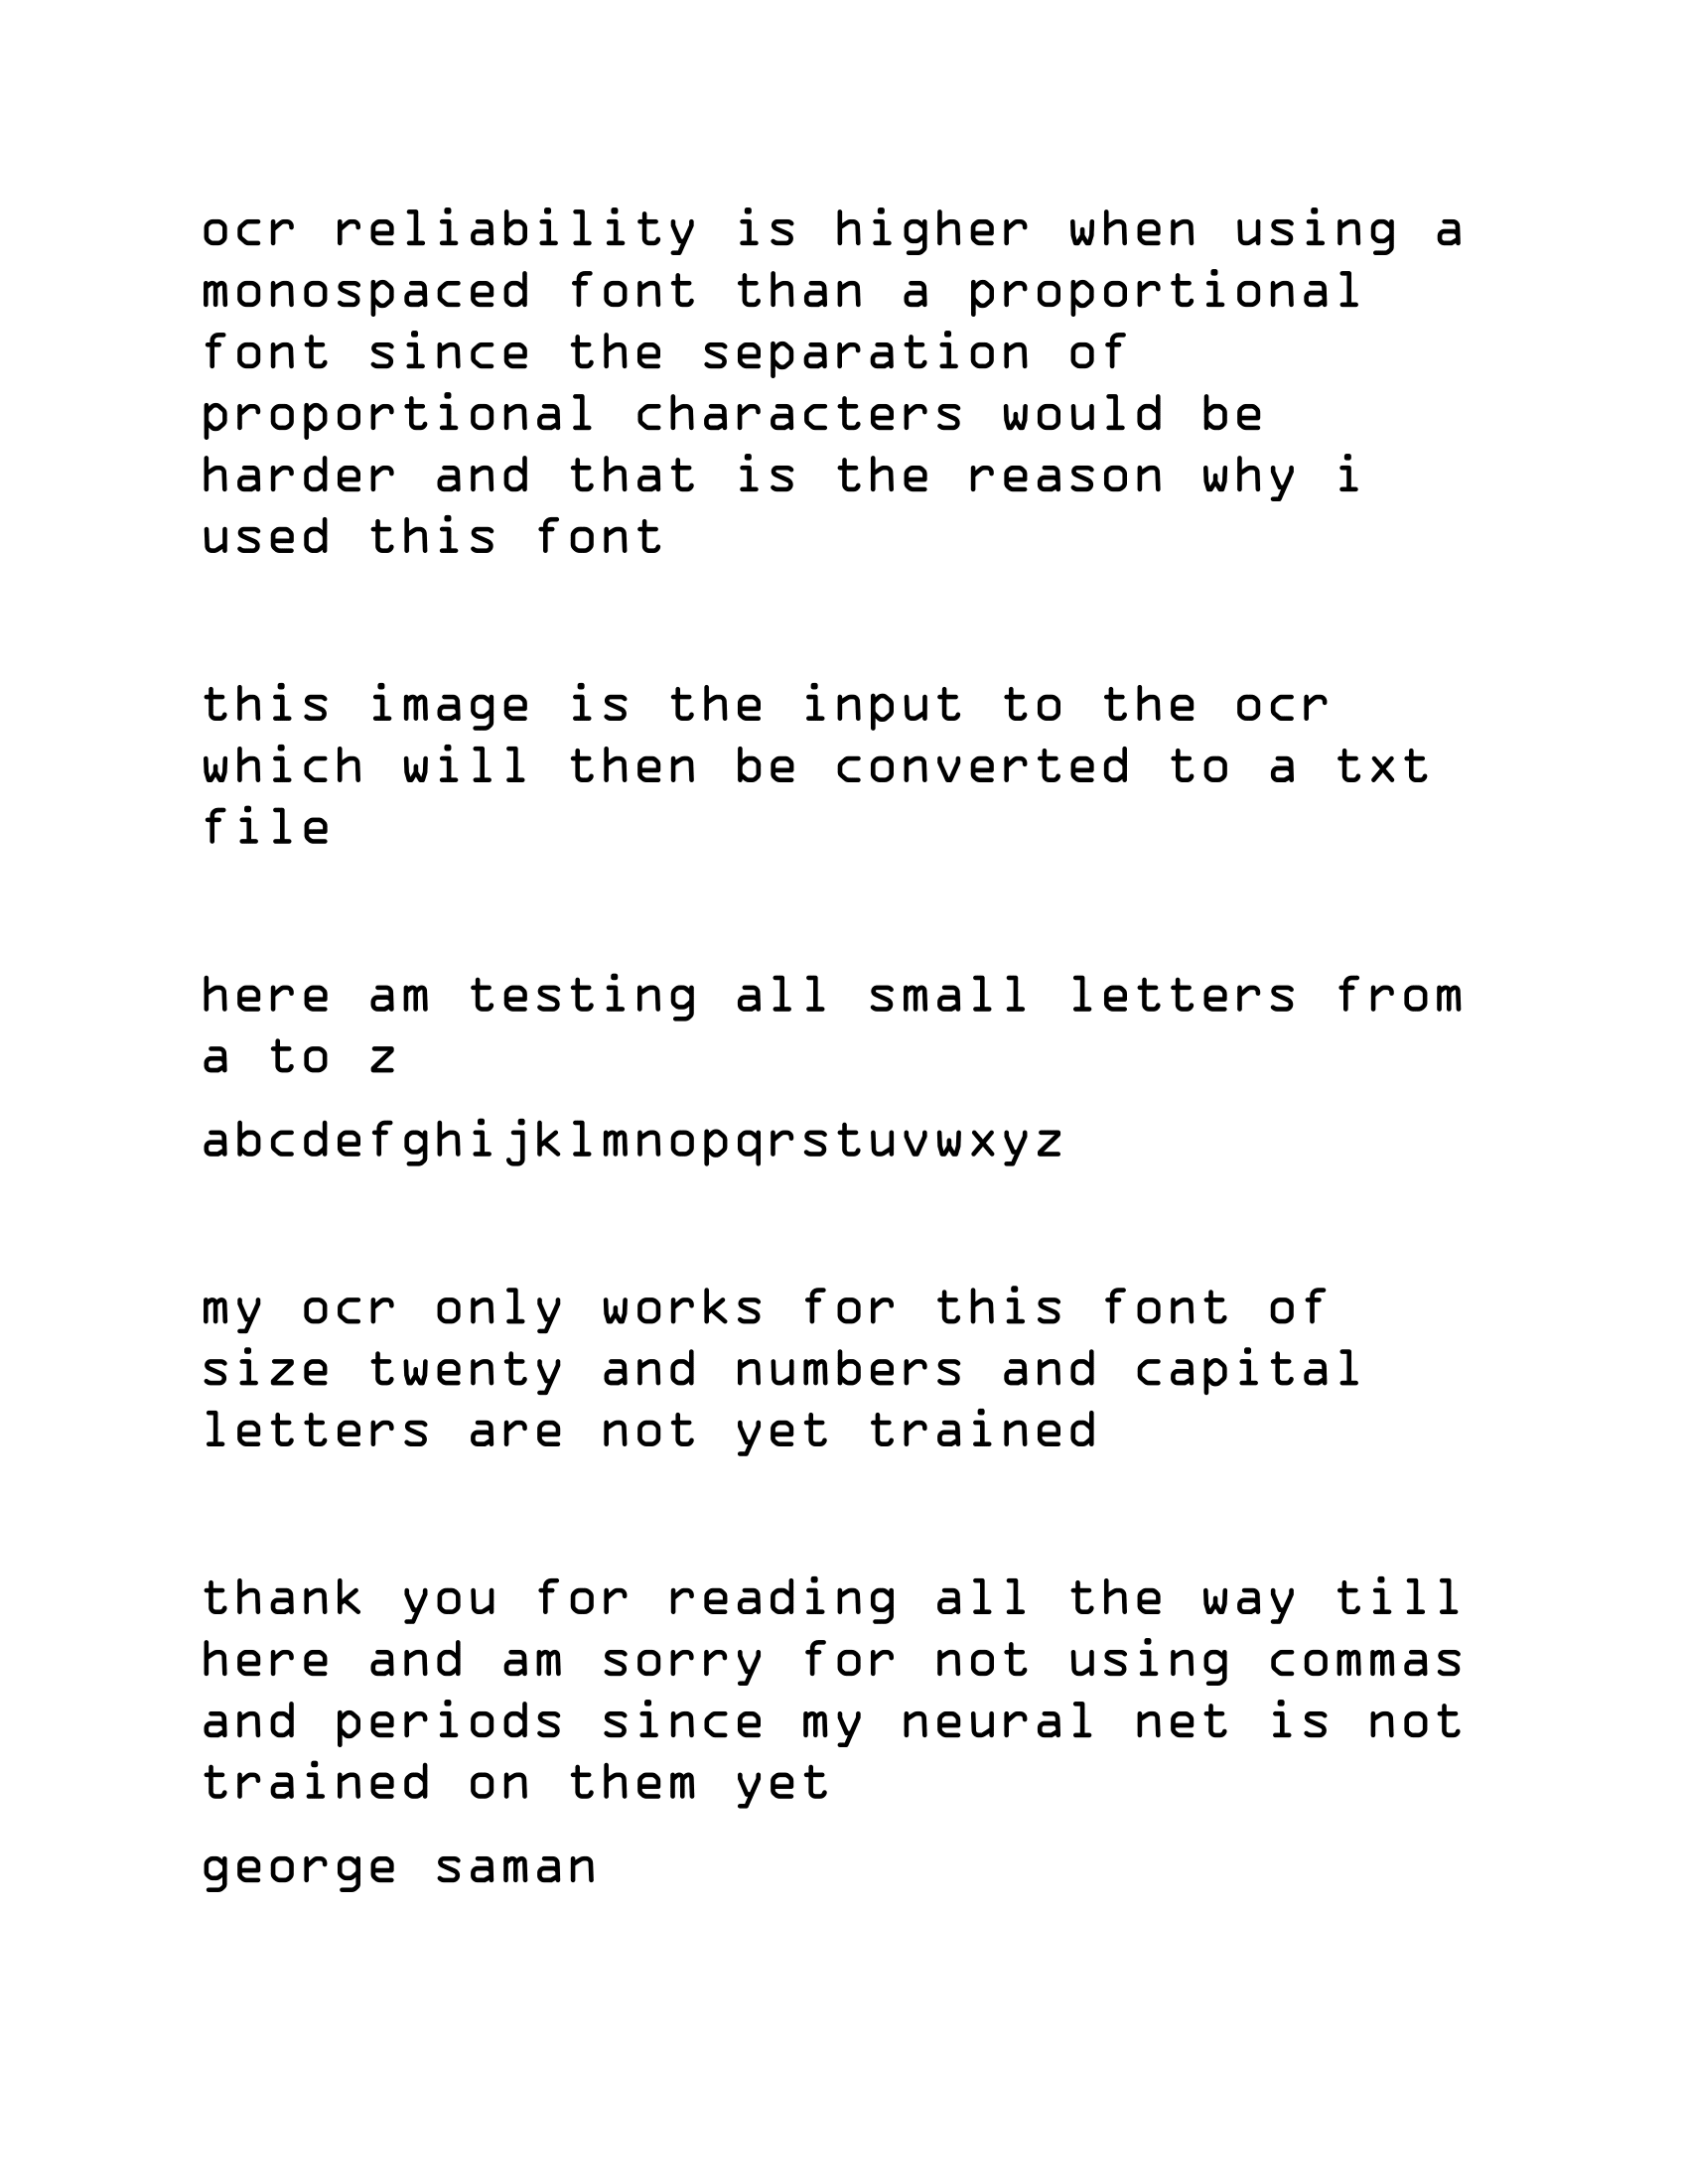 ocr reliability is higher when using a
monospaced font than a proportional
font since the separation of
proportional characters would be
harder and that is the reason why i
used this font
this image is the input to the ocr
which will then be converted to a txt
file
here am testing all small letters from
a to z
abcdefghijklmnopqrstuvwxyz
my ocr only works for this font of
size twenty and numbers and capital
letters are not yet trained
thank you for reading all the way till
here and am sorry for not using commas
and periods since my neural net is not
trained on them yet
george saman